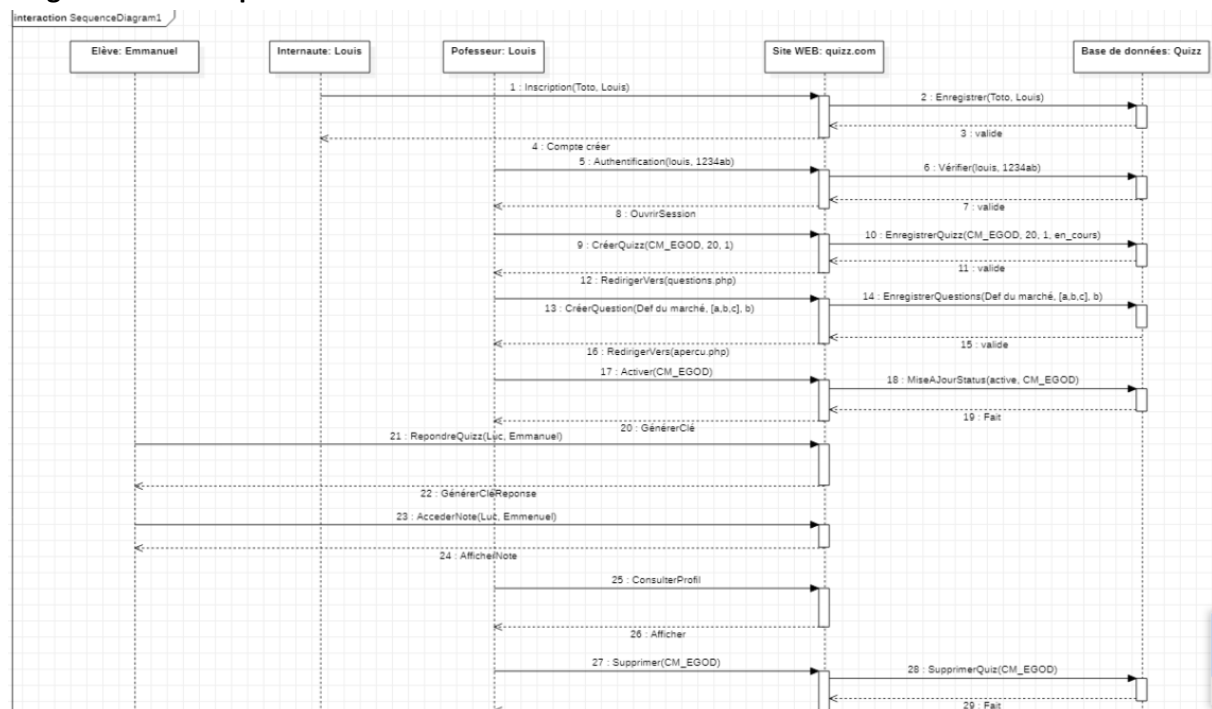 interaction SequenceDiagram1
Elève: Emmanuel
Internaute: Louis
Pofesseur: Louis
Site WEB: quizz.com
Base de données: Quizz
1 : Inscription(Toto, Louis)
2 : Enregistrer(Toto, Louis)
3 : valide
4 : Compte créer
5 : Authentification(louis, 1234ab)
6 : Vérifier(louis, 1234ab)
7 : valide
8 : OuvrirSession
9 : CréerQuizz(CM_EGOD, 20, 1)
10 : EnregistrerQuizz(CM_EGOD, 20, 1, en_cours)
11 : valide
12 : RedirigerVers(questions.php)
13 : CréerQuestion(Def du marché, [a,b,c], b)
14 : EnregistrerQuestions(Def du marché, [a,b,c], b)
15 : valide
16 : RedirigerVers(apercu.php)
17 : Activer(CM_EGOD)
18 : MiseAJourStatus(active, CM_EGOD)
19 : Fait
20 : GénérerClé
21 : RepondreQuizz(Luc, Emmanuel)
22 : GénérerCléReponse
23 : AccederNote(Luc, Emmenuel)
24 : AfficherNote
25 : ConsulterProfil
26 : Afficher
27 : Supprimer(CM_EGOD)
28 : SupprimerQuiz(CM_EGOD)
29 : Fait